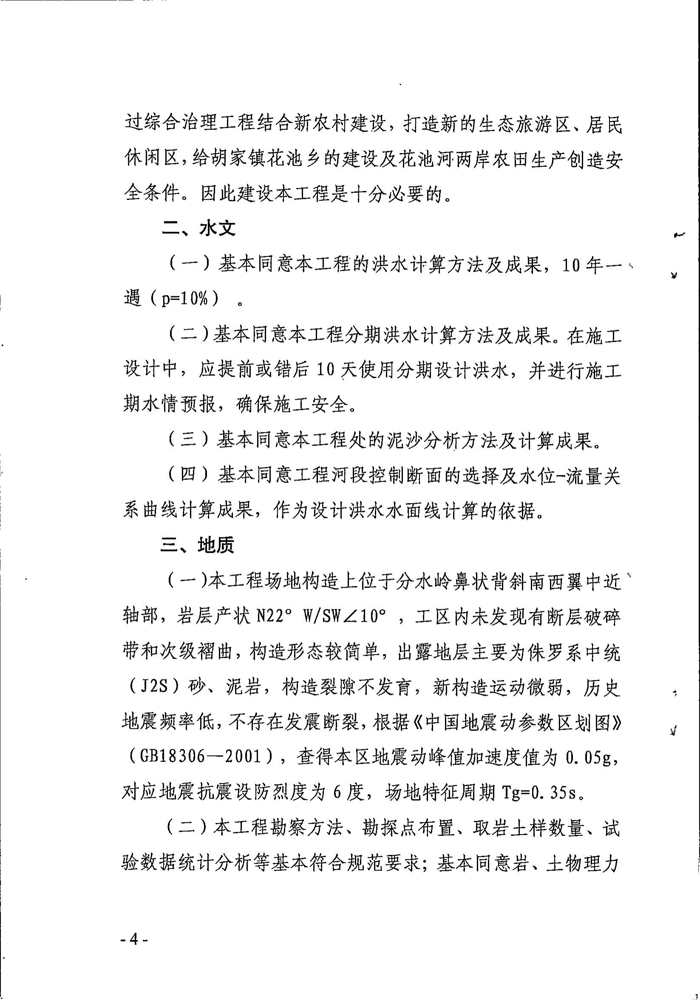 过综合治理工程结合新农村建设，打造新的生态旅游区、居民
休闲区，给胡家镇花池乡的建设及花池河两岸农田生产创造安
全条件。因此建设本工程是十分必要的。
二、水文
（一）基本同意本工程的洪水计算方法及成果，10 年一
遇（p=10%） 。
（二）基本同意本工程分期洪水计算方法及成果。在施工
设计中，应提前或错后 10 天使用分期设计洪水，并进行施工
期水情预报，确保施工安全。
（三）基本同意本工程处的泥沙分析方法及计算成果。
（四）基本同意工程河段控制断面的选择及水位-流量关
系曲线计算成果，作为设计洪水水面线计算的依据。
三、地质
（一）本工程场地构造上位于分水岭鼻状背斜南西翼中近
轴部，岩层产状 N22° W/SW∠10° ，工区内未发现有断层破碎
带和次级褶曲，构造形态较简单，出露地层主要为侏罗系中统
（J2S）砂、泥岩，构造裂隙不发育，新构造运动微弱，历史
地震频率低，不存在发震断裂，根据《中国地震动参数区划图》
（GB18306—2001），查得本区地震动峰值加速度值为 0.05g，
对应地震抗震设防烈度为 6 度，场地特征周期 Tg=0.35s。
（二）本工程勘察方法、勘探点布置、取岩土样数量、试
验数据统计分析等基本符合规范要求；基本同意岩、土物理力
- 4 -